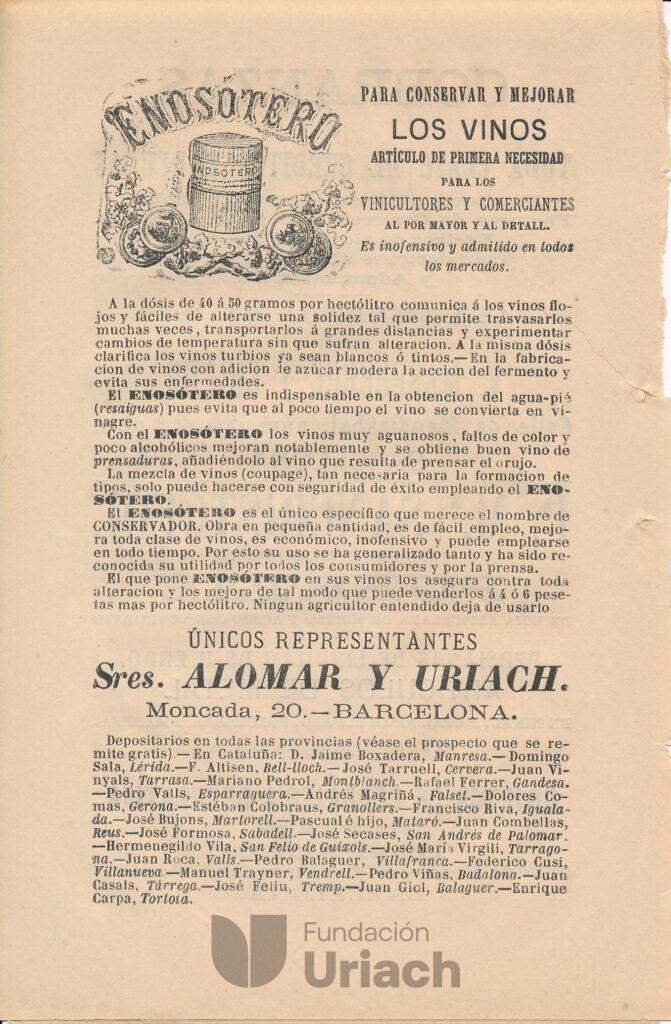 ENOSÓTERO
ENOSOTERO
PARA CONSERVAR Y MEJORAR
LOS VINOS
ARTÍCULO DE PRIMERA NECESIDAD
PARA LOS
VINICULTORES Y COMERCIANTES
AL POR MAYOR Y AL DETALL.
Es inofensivo y admitido en todos
los mercados.
A la dósis de 40 á 50 gramos por hectólitro comunica á los vinos flo-
jos y fáciles de alterarse una solidez tal que permite trasvasarlos
muchas veces, transportarlos á grandes distancias y experimentar
cambios de temperatura sin que sufran alteracion. A la misma dósis
clarifica los vinos turbios ya sean blancos ó tintos.—En la fabrica-
cion de vinos con adicion de azúcar modera la accion del fermento y
evita sus enfermedades.
El ENOSÓTERO es indispensable en la obtencion del agua-pié
(resaiguas) pues evita que al poco tiempo el vino se convierta en vi-
nagre.
Con el ENOSÓTERO los vinos muy aguanosos, faltos de color y
poco alcohólicos mejoran notablemente y se obtiene buen vino de
prensaduras, añadiéndolo al vino que resulta de prensar el orujo.
La mezcla de vinos (coupage), tan necesaria para la formacion de
tipos, solo puede hacerse con seguridad de éxito empleando el ENO-
SÓTERO.
El ENOSÓTERO es el único específico que merece el nombre de
CONSERVADOR. Obra en pequeña cantidad, es de fácil empleo, mejo-
ra toda clase de vinos, es económico, inofensivo y puede emplearse
en todo tiempo. Por esto su uso se ha generalizado tanto y ha sido re-
conocida su utilidad por todos los consumidores y por la prensa.
El que pone ENOSÓTERO en sus vinos los asegura contra toda
alteracion y los mejora de tal modo que puede venderlos á 4 ó 6 pese-
tas mas por hectólitro. Ningun agricultor entendido deja de usarlo
ÚNICOS REPRESENTANTES
Sres. ALOMAR Y URIACH.
Moncada, 20.—BARCELONA.
Depositarios en todas las provincias (véase el prospecto que se re-
mite gratis).—En Cataluña: D. Jaime Boxadera, Manresa.—Domingo
Sala, Lérida.—F. Altisen, Bell-lloch.—José Tarruell, Cervera.—Juan Vi-
nyals, Tarrasa.—Mariano Pedrol, Montblanch.—Rafael Ferrer, Gandesa.
—Pedro Valls, Esparraguera.—Andrés Magriñá, Falset.—Dolores Co-
mas, Gerona.—Estéban Colobraus, Granollers.—Francisco Riva, Iguala-
da.—José Bujons, Martorell.—Pascual é hijo, Mataró.—Juan Combellas,
Reus.—José Formosa, Sabadell.—José Secases, San Andrés de Palomar.
—Hermenegildo Vila, San Felio de Guixols.—José María Virgili, Tarrago-
na.—Juan Roca, Valls.—Pedro Balaguer, Villafranca.—Federico Cusi,
Villanueva.—Manuel Trayner, Vendrell.—Pedro Viñas, Badalona.—Juan
Casals, Tárrega.—José Feliu, Tremp.—Juan Gicl, Balaguer.—Enrique
Carpa, Tortosa.
Fundación
Uriach